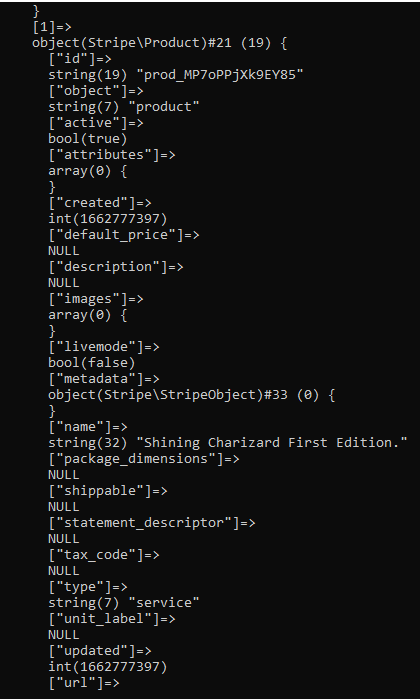 }
[1]=>
object(Stripe\Product)#21 (19) {
["id"]=>
string(19) "prod_MP7oPPjXk9EY85"
["object"]=>
string(7) "product"
["active"]=>
bool(true)
["attributes"]=>
array(0) {
}
["created"]=>
int(1662777397)
["default_price"]=>
NULL
["description"]=>
NULL
["images"]=>
array(0) {
}
["livemode"]=>
bool(false)
["metadata"]=>
object(Stripe\StripeObject)#33 (0) {
}
["name"]=>
string(32) "Shining Charizard First Edition."
["package_dimensions"]=>
NULL
["shippable"]=>
NULL
["statement_descriptor"]=>
NULL
["tax_code"]=>
NULL
["type"]=>
string(7) "service"
["unit_label"]=>
NULL
["updated"]=>
int(1662777397)
["url"]=>